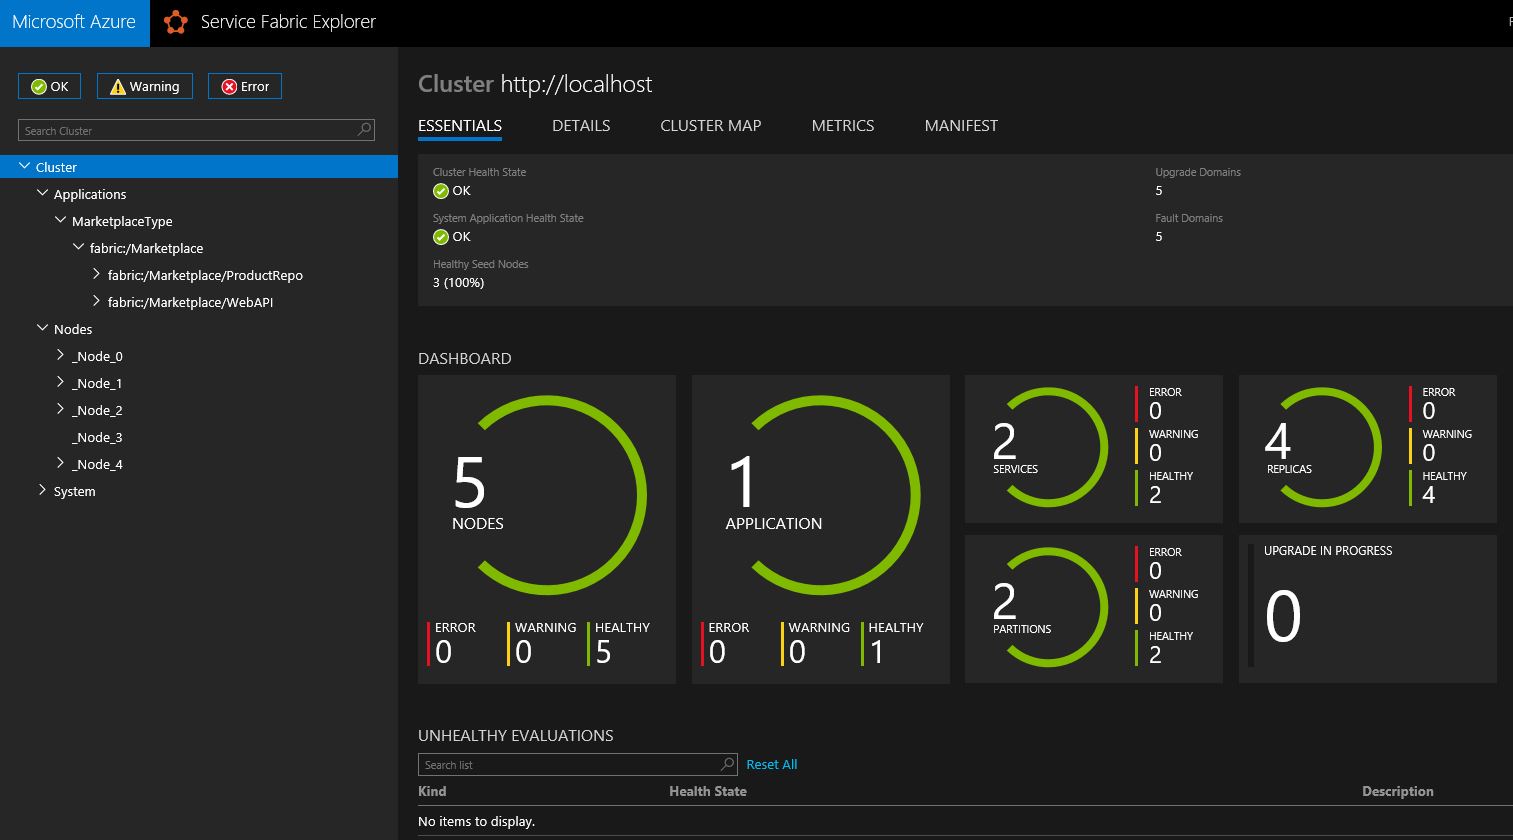 Microsoft Azure
Service Fabric Explorer
OK
Warning
Error
Search Cluster
Cluster
Applications
MarketplaceType
fabric:/Marketplace
fabric:/Marketplace/ProductRepo
fabric:/Marketplace/WebAPI
Nodes
_Node_0
_Node_1
_Node_2
_Node_3
_Node_4
System
Cluster http://localhost
ESSENTIALS DETAILS CLUSTER MAP METRICS MANIFEST
Cluster Health State
OK
System Application Health State
OK
Healthy Seed Nodes
3 (100%)
Upgrade Domains
5
Fault Domains
5
DASHBOARD
5
NODES
ERROR WARNING HEALTHY
0 0 5
1
APPLICATION
ERROR WARNING HEALTHY
0 0 1
2
SERVICES
ERROR
0
WARNING
0
HEALTHY
2
4
REPLICAS
ERROR
0
WARNING
0
HEALTHY
4
2
PARTITIONS
ERROR
0
WARNING
0
HEALTHY
2
UPGRADE IN PROGRESS
0
UNHEALTHY EVALUATIONS
Search list Reset All
Kind Health State Description
No items to display.